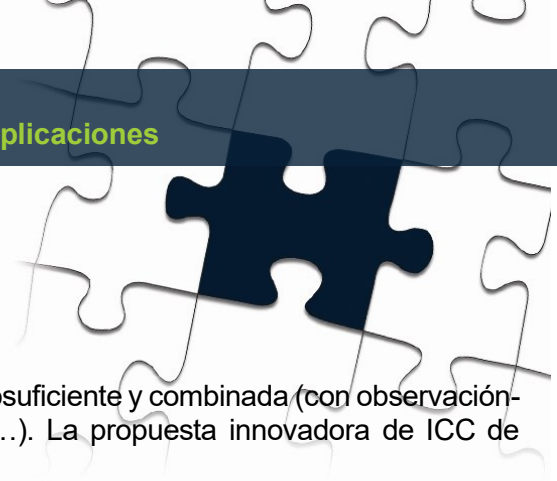 plicaciones
osuficiente y combinada (con observación-
…). La propuesta innovadora de ICC de